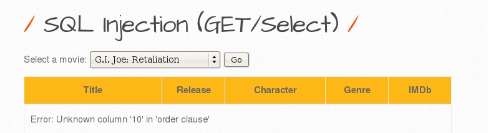 / SQL Injection (GET/Select) /
Select a movie: G.I. Joe: Retaliation Go
Title Release Character Genre IMDb
Error: Unknown column '10' in 'order clause'